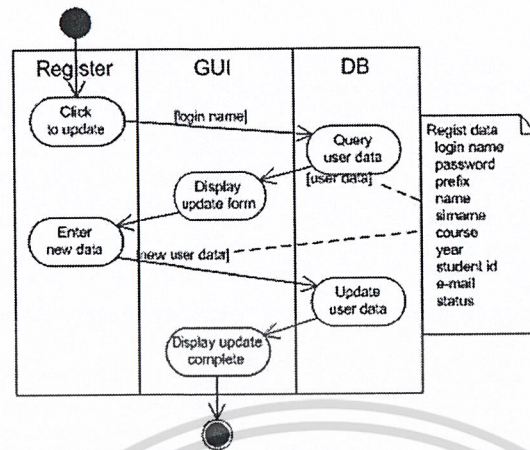 Register
GUI
DB
Click
to update
[login name]
Query
user data
[user data]
Display
update form
Enter
new data
new user data]
Update
user data
Display update
complete
Regist data
login name
password
prefix
name
sirname
course
year
student id
e-mail
status